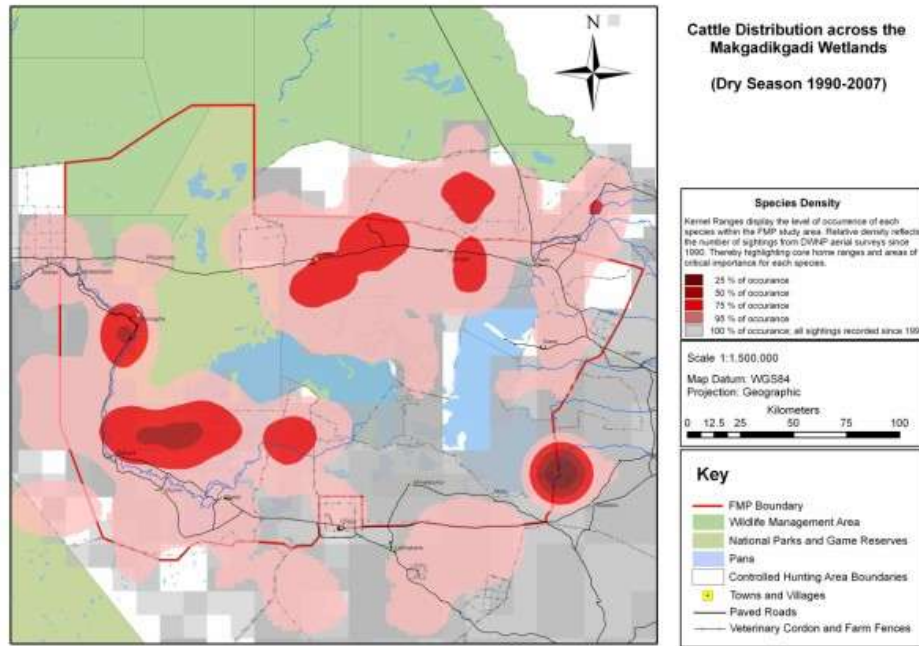 N
Cattle Distribution across the
Makgadikgadi Wetlands
(Dry Season 1990-2007)
Species Density
Kernel Ranges display the level of occurrence of each
species within the FMP study area. Relative density reflects
the number of sightings from DWNP aerial surveys since
1990. Thereby highlighting core home ranges and areas of
critical importance for each species.
25 % of occurance
50 % of occurance
75 % of occurance
95 % of occurance
100 % of occurance; all sightings recorded since 199
Scale 1:1.500.000
Map Datum: WGS84
Projection: Geographic
Kilometers
0 12.5 25 50 75 100
Key
FMP Boundary
Wildlife Management Area
National Parks and Game Reserves
Pans
Controlled Hunting Area Boundaries
Towns and Villages
Paved Roads
Veterinary Cordon and Farm Fences